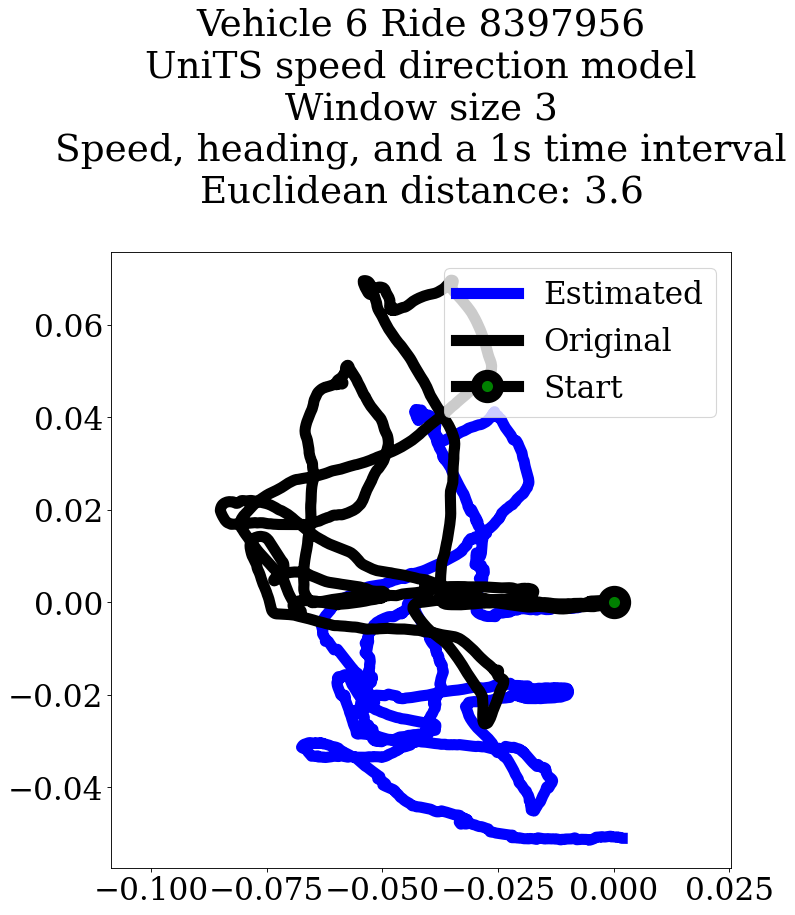 Vehicle 6 Ride 8397956
UniTS speed direction model
Window size 3
Speed, heading, and a 1s time interval
Euclidean distance: 3.6
Estimated
Original
Start
0.06
0.04
0.02
0.00
−0.02
−0.04
−0.100 −0.075 −0.050 −0.025 0.000 0.025